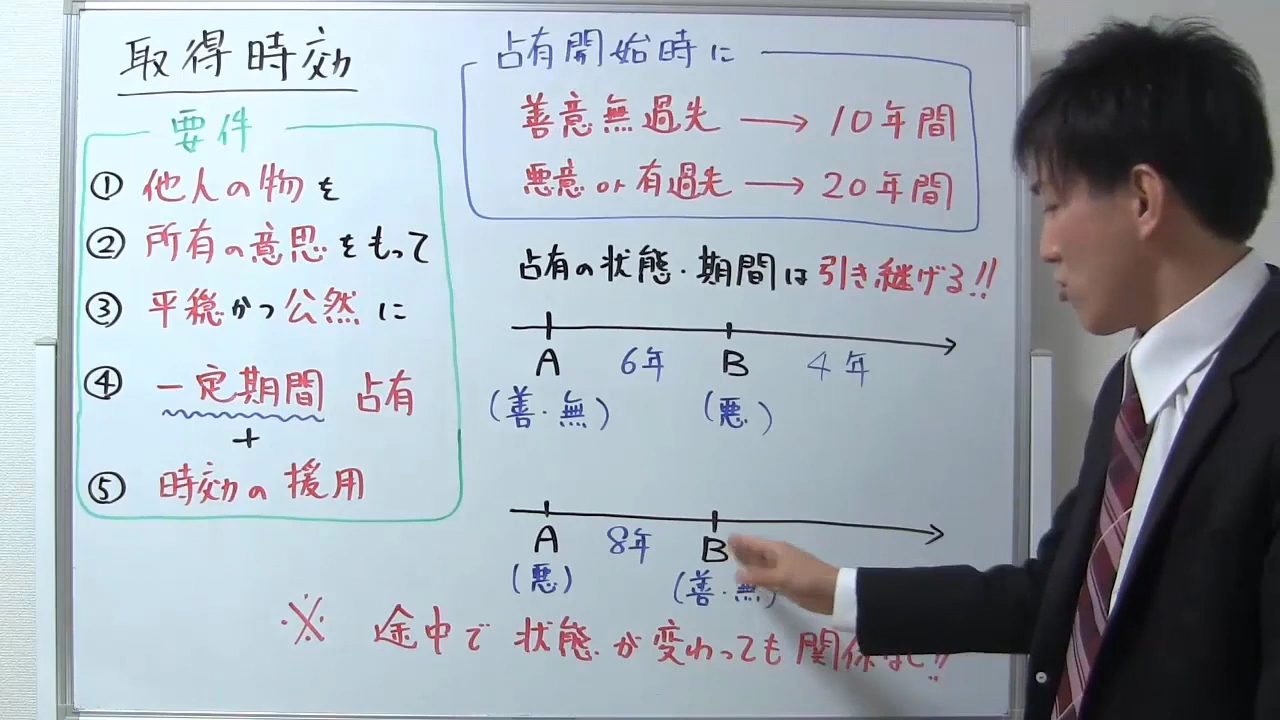 取得時効
要件
① 他人の物を
② 所有の意思をもって
③ 平穏かつ公然に
④ 一定期間 占有
+
⑤ 時効の援用
占有開始時に
善意無過失 → 10年間
悪意or有過失 → 20年間
占有の状態・期間は引き継げる!!
A 6年 B 4年
(善・無) (悪)
A 8年 B
(悪) (善・無)
※ 途中で状態が変わっても関係なし!!